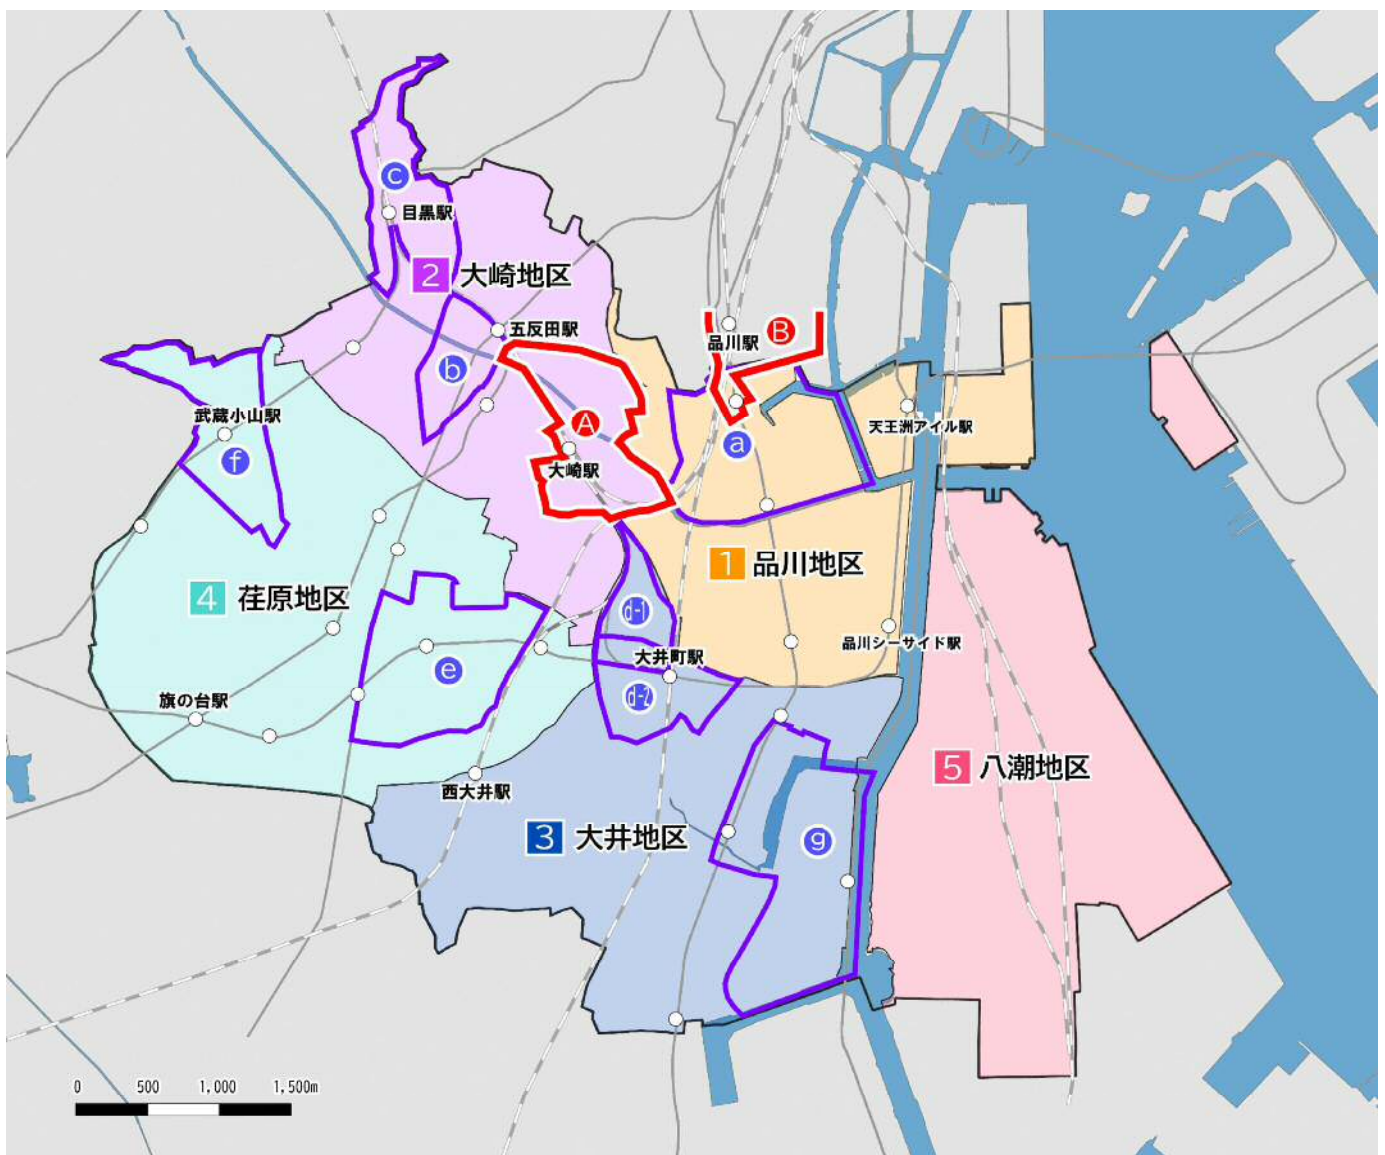 c
目黒駅
2 大崎地区
五反田駅
品川駅
B
b
武蔵小山駅
f
A
大崎駅
天王洲アイル駅
a
1 品川地区
4 荏原地区
d-1
大井町駅
品川シーサイド駅
e
d-2
旗の台駅
西大井駅
5 八潮地区
3 大井地区
g
0 500 1,000 1,500m